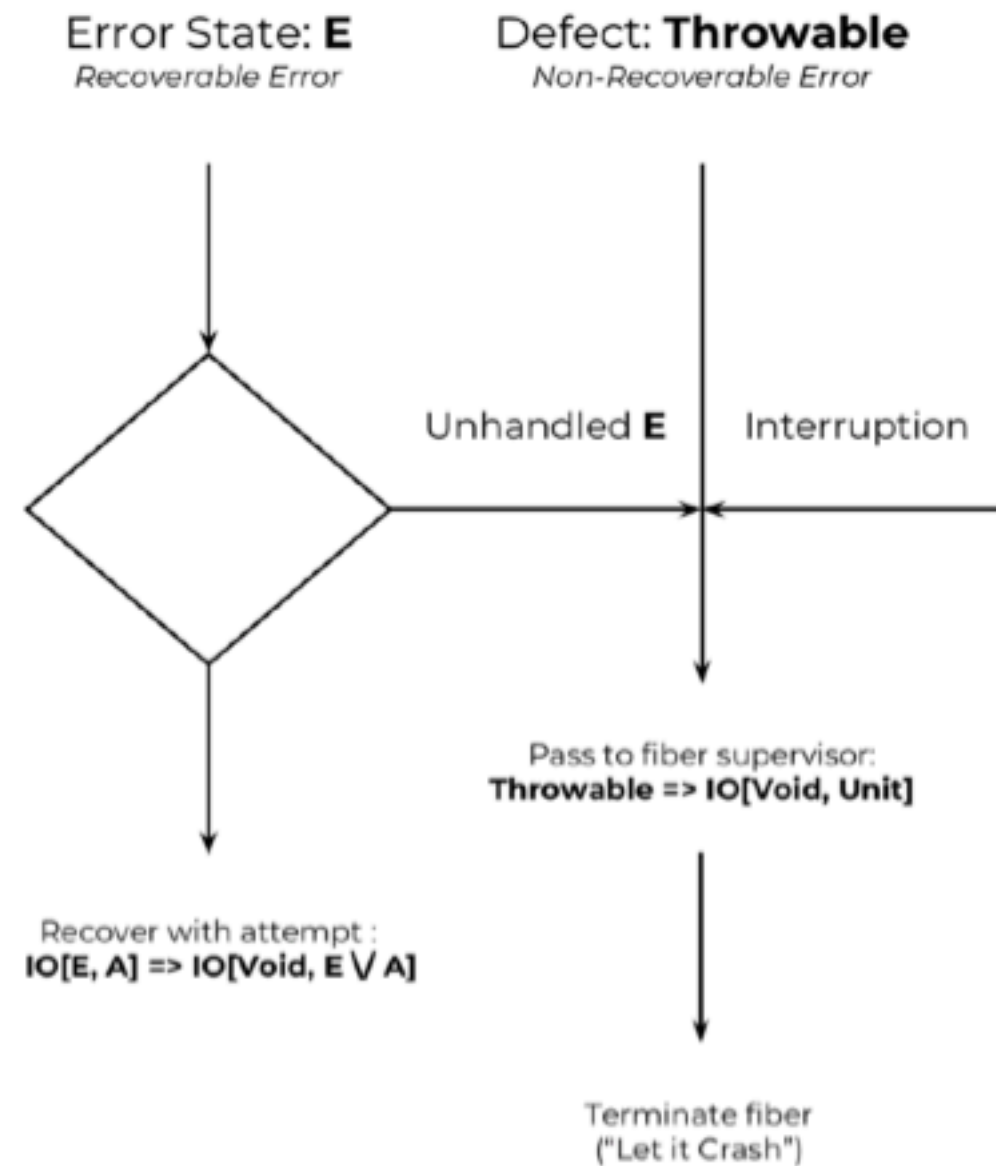 Error State: E
Recoverable Error
Defect: Throwable
Non-Recoverable Error
Unhandled E
Interruption
Pass to fiber supervisor:
Throwable => IO[Void, Unit]
Recover with attempt :
IO[E, A] => IO[Void, E \/ A]
Terminate fiber
("Let it Crash")